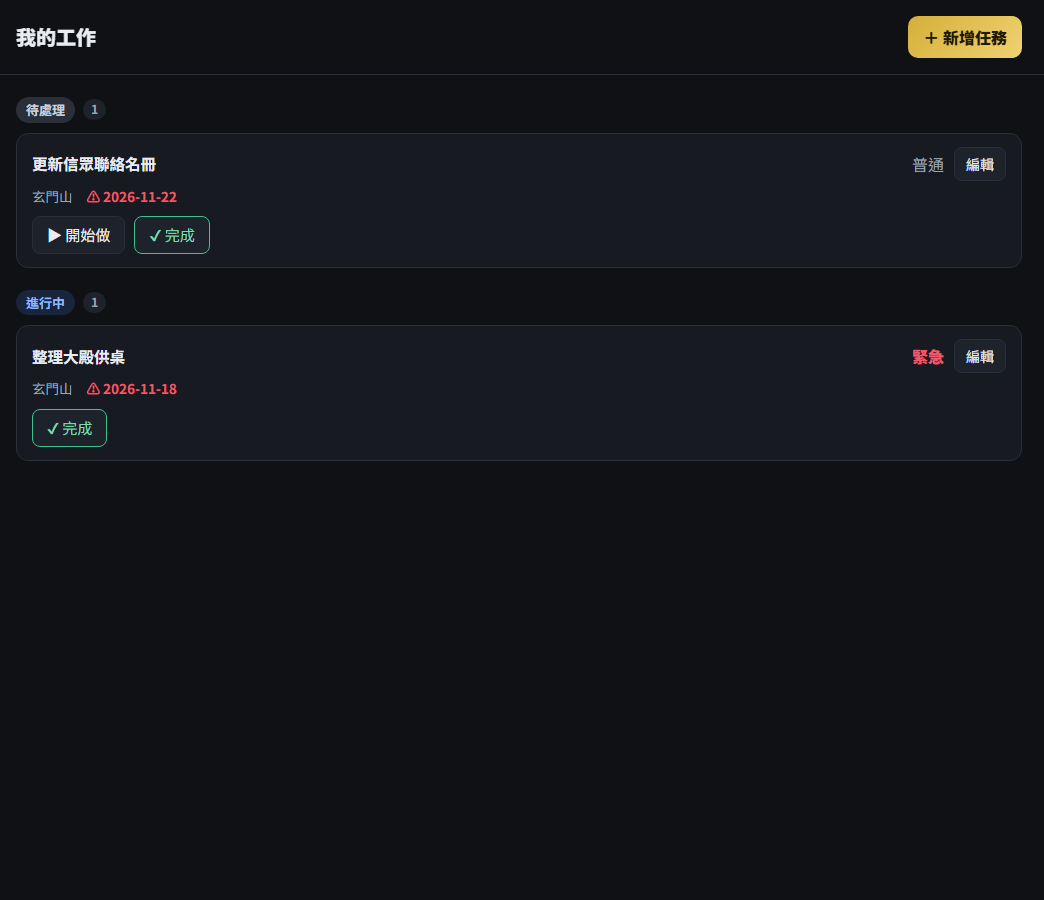 我的工作
+ 新增任務
待處理 1
更新信眾聯絡名冊 普通 編輯
玄門山 ⚠ 2026-11-22
▶ 開始做 ✓ 完成
進行中 1
整理大殿供桌 緊急 編輯
玄門山 ⚠ 2026-11-18
✓ 完成